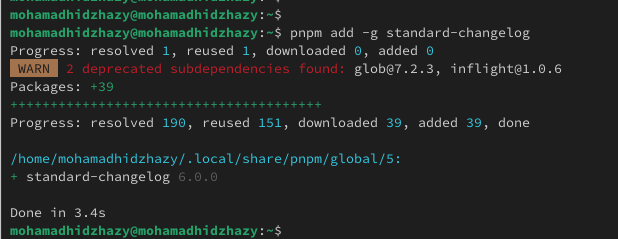 mohamadhidzhazy@mohamadhidzhazy:~$
mohamadhidzhazy@mohamadhidzhazy:~$
mohamadhidzhazy@mohamadhidzhazy:~$ pnpm add -g standard-changelog
Progress: resolved 1, reused 1, downloaded 0, added 0
WARN 2 deprecated subdependencies found: glob@7.2.3, inflight@1.0.6
Packages: +39
+++++++++++++++++++++++++++++++++++++++
Progress: resolved 190, reused 151, downloaded 39, added 39, done
/home/mohamadhidzhazy/.local/share/pnpm/global/5:
+ standard-changelog 6.0.0
Done in 3.4s
mohamadhidzhazy@mohamadhidzhazy:~$